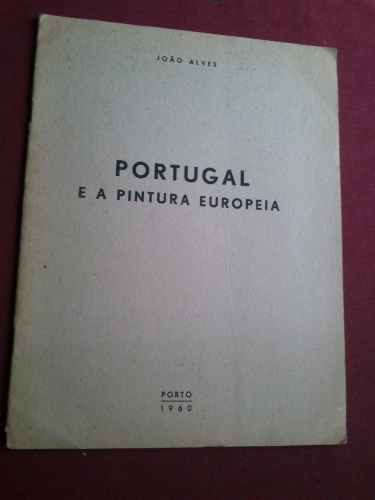 JOÃO ALVES
PORTUGAL
E A PINTURA EUROPEIA
PORTO
1960